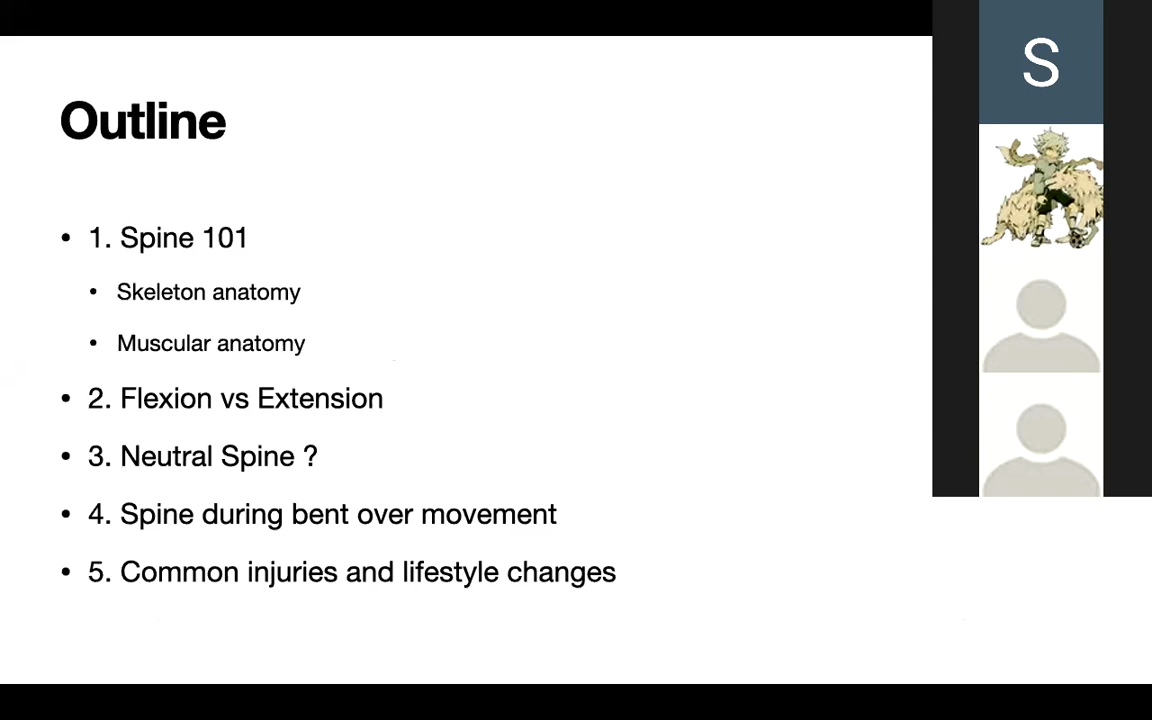 Outline
• 1. Spine 101
• Skeleton anatomy
• Muscular anatomy
• 2. Flexion vs Extension
• 3. Neutral Spine ?
• 4. Spine during bent over movement
• 5. Common injuries and lifestyle changes
S